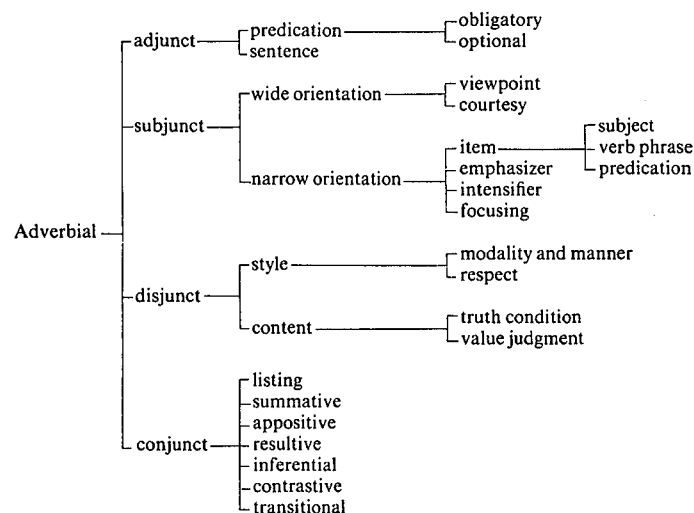 obligatory
predication
optional
adjunct
sentence
viewpoint
wide orientation
courtesy
subjunct
subject
item
verb phrase
emphasizer
predication
narrow orientation
intensifier
focusing
Adverbial
modality and manner
style
respect
disjunct
truth condition
content
value judgment
listing
summative
appositive
conjunct
resultive
inferential
contrastive
transitional